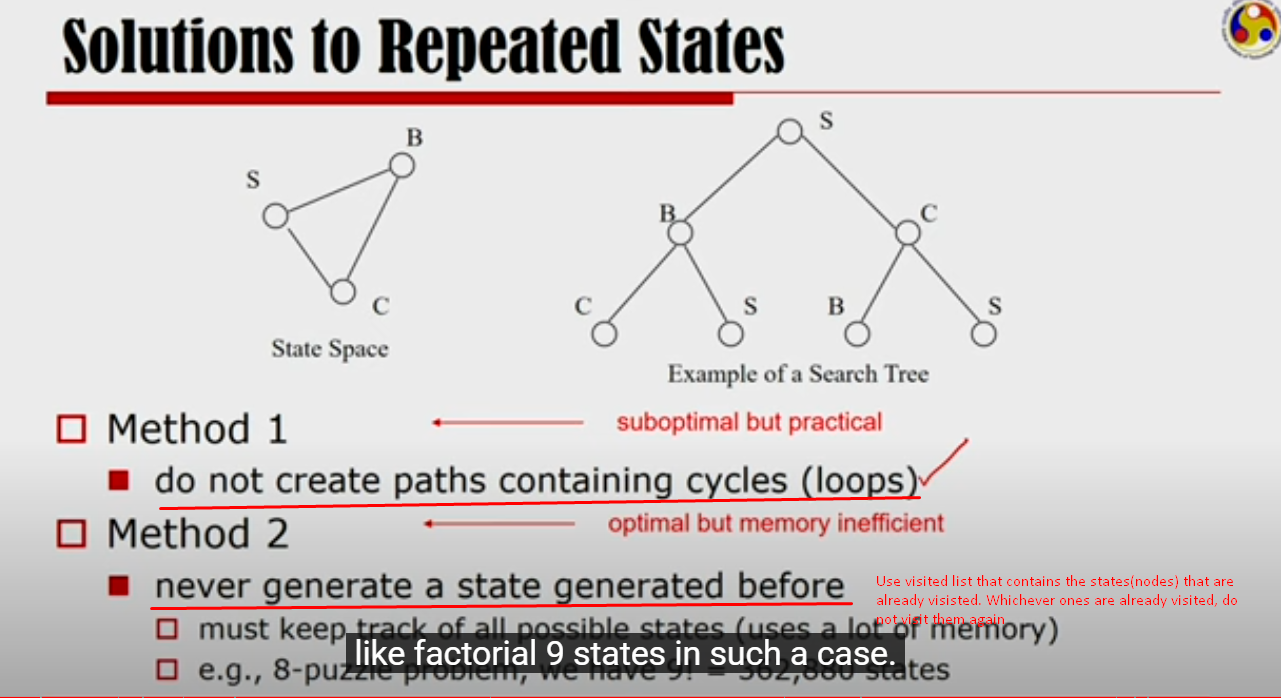 Solutions to Repeated States
S
B
C
State Space
S
B
C
C
S
B
S
Example of a Search Tree
Method 1
suboptimal but practical
do not create paths containing cycles (loops)
Method 2
optimal but memory inefficient
never generate a state generated before
Use visited list that contains the states(nodes) that are
already visisted. Whichever ones are already visited, do
not visit them again
must keep track of all possible states (uses a lot of memory)
like factorial 9 states in such a case.
e.g., 8-puzzle problem, we have 9! = 362,880 states